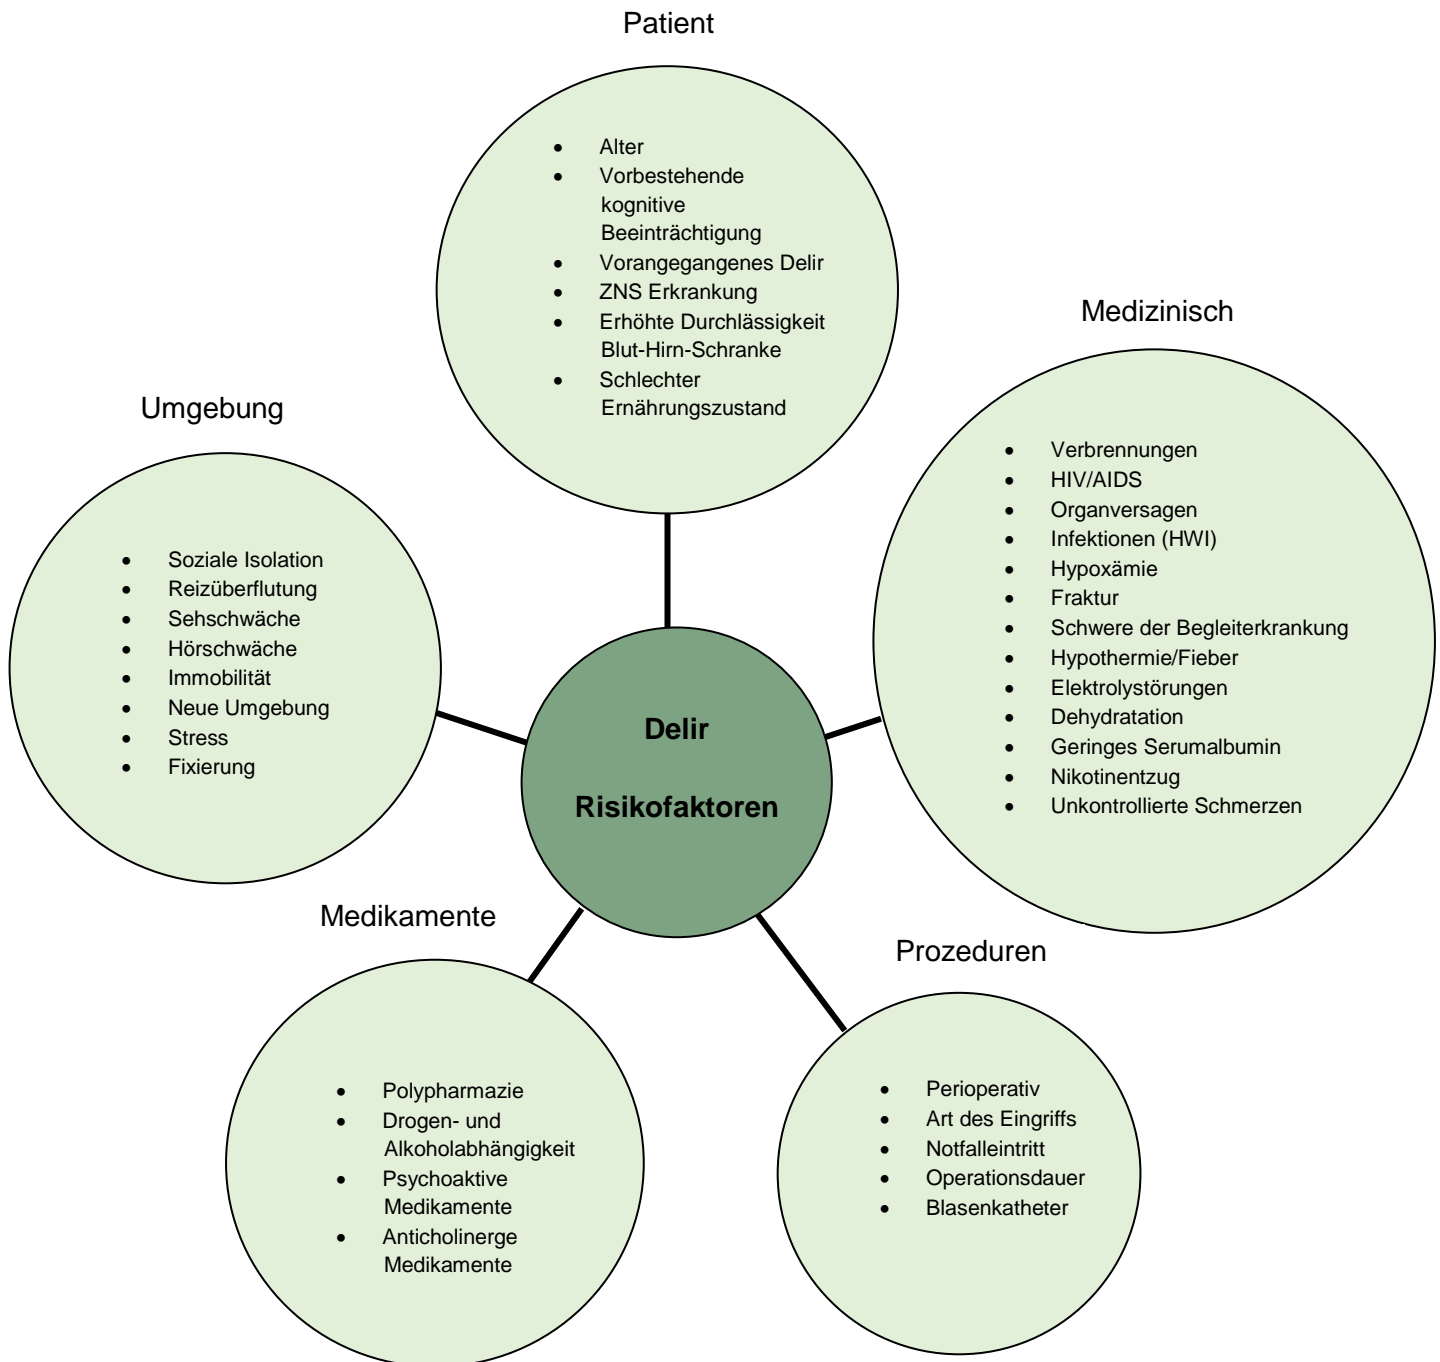 Patient
• Alter
• Vorbestehende
kognitive
Beeinträchtigung
• Vorangegangenes Delir
• ZNS Erkrankung
• Erhöhte Durchlässigkeit
Blut-Hirn-Schranke
• Schlechter
Ernährungszustand
Medizinisch
• Verbrennungen
• HIV/AIDS
• Organversagen
• Infektionen (HWI)
• Hypoxämie
• Fraktur
• Schwere der Begleiterkrankung
• Hypothermie/Fieber
• Elektrolystörungen
• Dehydratation
• Geringes Serumalbumin
• Nikotinentzug
• Unkontrollierte Schmerzen
Umgebung
• Soziale Isolation
• Reizüberflutung
• Sehschwäche
• Hörschwäche
• Immobilität
• Neue Umgebung
• Stress
• Fixierung
Delir
Risikofaktoren
Medikamente
• Polypharmazie
• Drogen- und
Alkoholabhängigkeit
• Psychoaktive
Medikamente
• Anticholinerge
Medikamente
Prozeduren
• Perioperativ
• Art des Eingriffs
• Notfalleintritt
• Operationsdauer
• Blasenkatheter